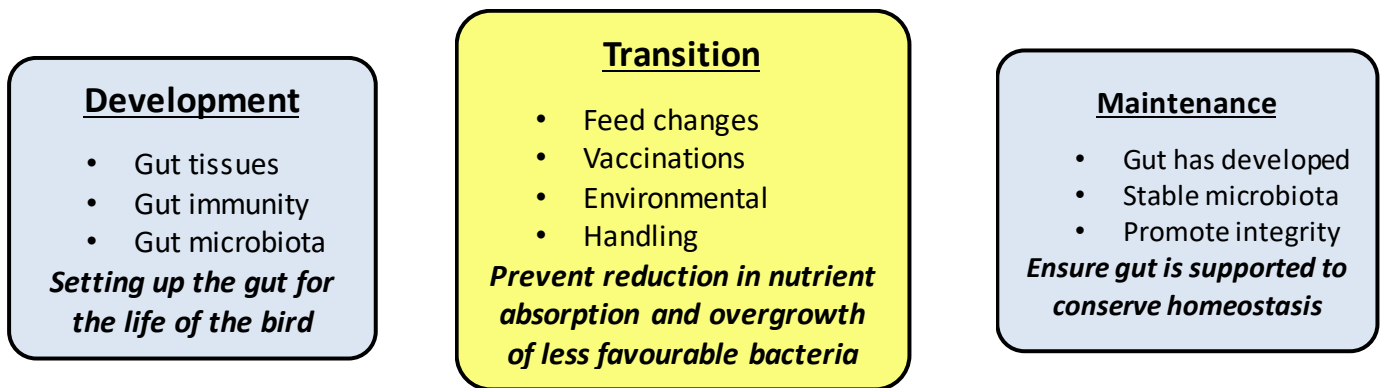 Development
• Gut tissues
• Gut immunity
• Gut microbiota
Setting up the gut for
the life of the bird
Transition
• Feed changes
• Vaccinations
• Environmental
• Handling
Prevent reduction in nutrient
absorption and overgrowth
of less favourable bacteria
Maintenance
• Gut has developed
• Stable microbiota
• Promote integrity
Ensure gut is supported to
conserve homeostasis